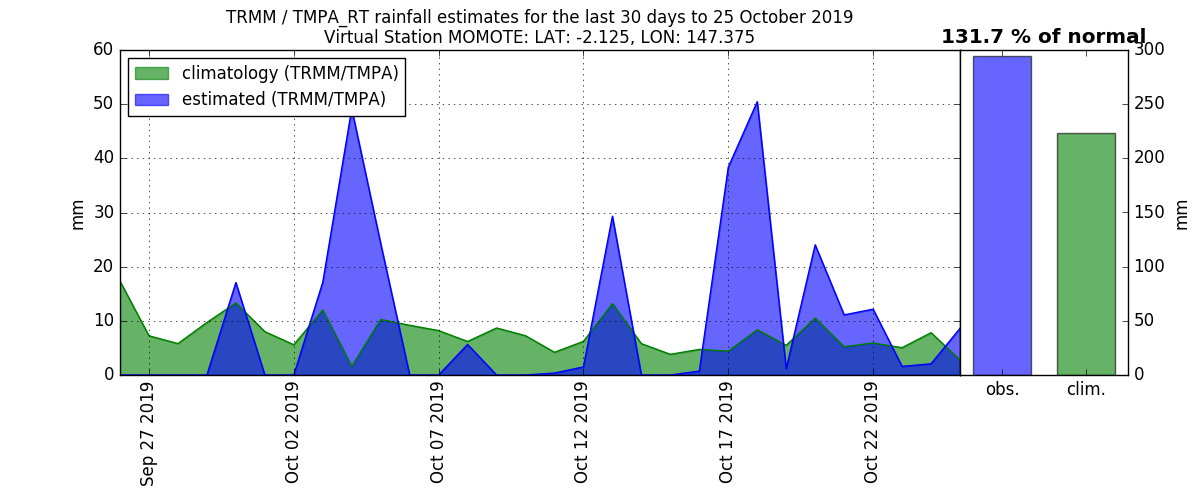 TRMM / TMPA_RT rainfall estimates for the last 30 days to 25 October 2019
Virtual Station MOMOTE: LAT: -2.125, LON: 147.375
131.7 % of normal
climatology (TRMM/TMPA)
estimated (TRMM/TMPA)
60
50
40
30
20
10
0
mm
Sep 27 2019
Oct 02 2019
Oct 07 2019
Oct 12 2019
Oct 17 2019
Oct 22 2019
300
250
200
150
100
50
0
mm
obs.
clim.